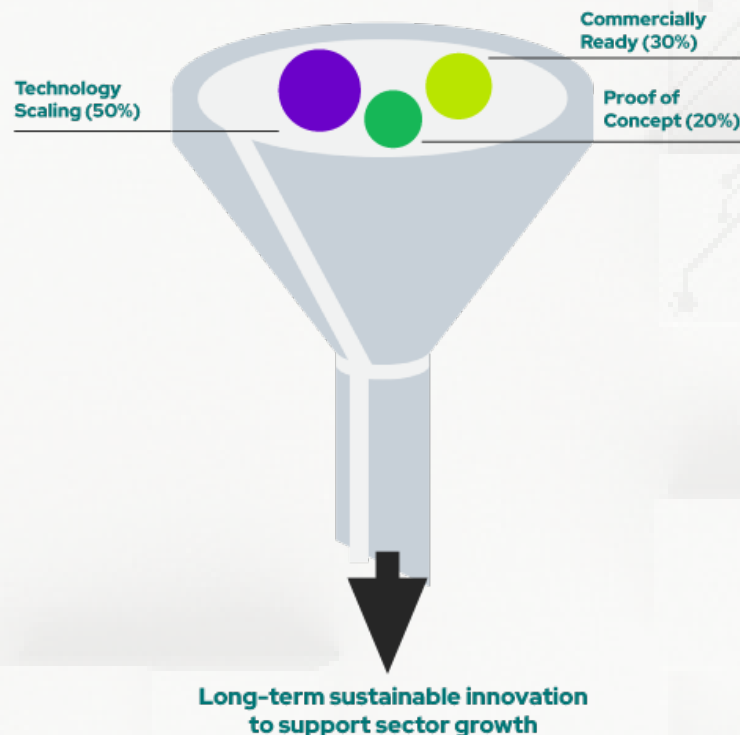 Commercially
Ready (30%)
Technology
Scaling (50%)
Proof of
Concept (20%)
Long-term sustainable innovation
to support sector growth